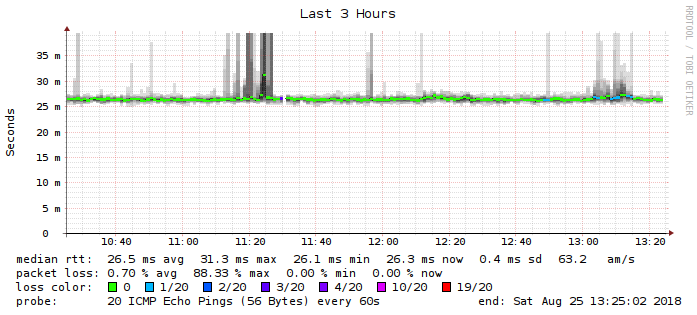 Last 3 Hours
RRDTOOL / TOBI OETIKER
Seconds
35 m
30 m
25 m
20 m
15 m
10 m
5 m
0
10:40 11:00 11:20 11:40 12:00 12:20 12:40 13:00 13:20
median rtt: 26.5 ms avg 31.3 ms max 26.1 ms min 26.3 ms now 0.4 ms sd 63.2 am/s
packet loss: 0.70 % avg 88.33 % max 0.00 % min 0.00 % now
loss color: 0 1/20 2/20 3/20 4/20 10/20 19/20
probe: 20 ICMP Echo Pings (56 Bytes) every 60s end: Sat Aug 25 13:25:02 2018